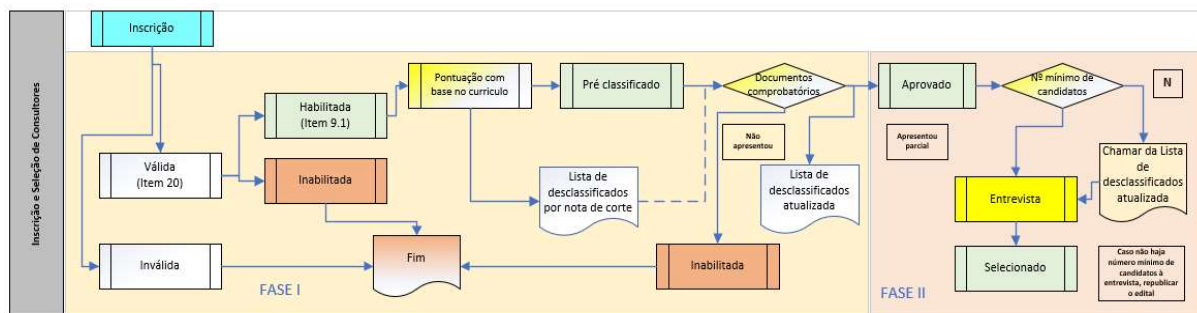 Inscrição e Seleção de Consultores
Inscrição
Válida
(Item 20)
Inválida
Habilitada
(Item 9.1)
Inabilitada
Fim
Pontuação com
base no curriculo
Lista de
desclassificados
por nota de corte
Pré classificado
Documentos
comprobatórios
Não
apresentou
Lista de
desclassificados
atualizada
Inabilitada
FASE I
Aprovado
Apresentou
parcial
Nº mínimo de
candidatos
N
Chamar da Lista
de
desclassificados
atualizada
Entrevista
Selecionado
Caso não haja
número mínimo de
candidatos à
entrevista, republicar
o edital
FASE II